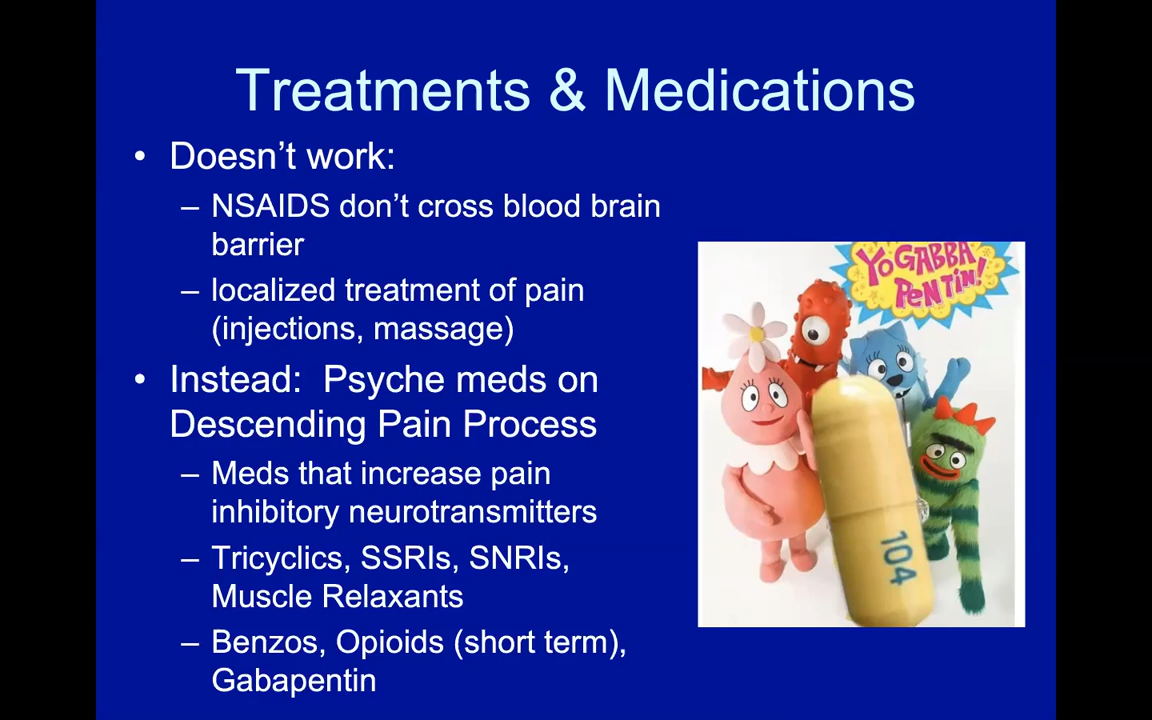 Treatments & Medications
• Doesn’t work:
– NSAIDS don’t cross blood brain
barrier
– localized treatment of pain
(injections, massage)
• Instead:  Psyche meds on
Descending Pain Process
– Meds that increase pain
inhibitory neurotransmitters
– Tricyclics, SSRIs, SNRIs,
Muscle Relaxants
– Benzos, Opioids (short term),
Gabapentin
YO GABBA
PENTIN!
104